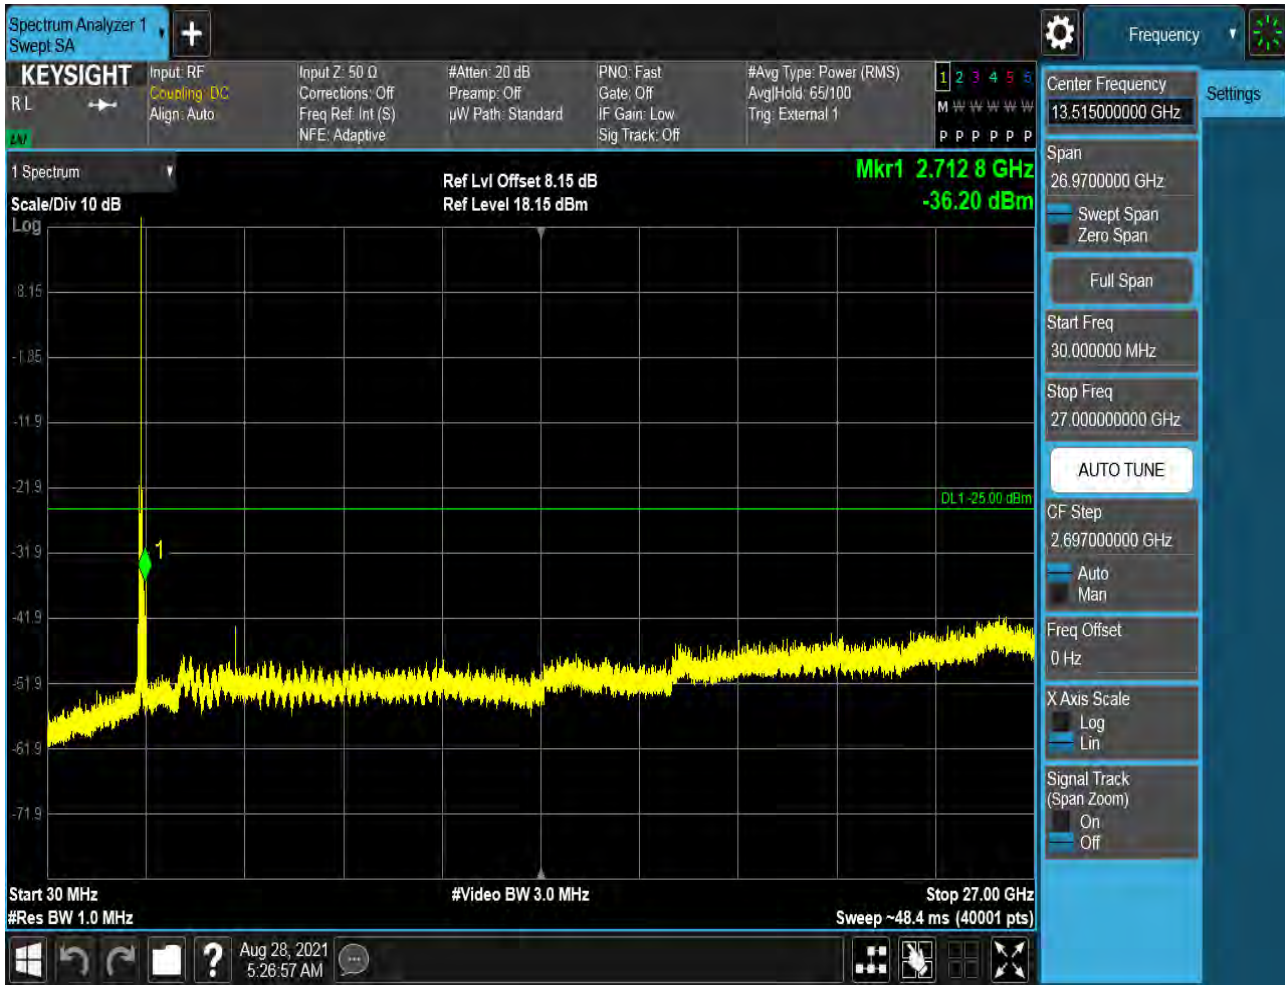 Spectrum Analyzer 1
Swept SA
Frequency
KEYSIGHT
R L
Input: RF
Coupling: DC
Align: Auto
Input Z: 50 Ω
Corrections: Off
Freq Ref: Int (S)
NFE: Adaptive
#Atten: 20 dB
Preamp: Off
µW Path: Standard
PNO: Fast
Gate: Off
IF Gain: Low
Sig Track: Off
#Avg Type: Power (RMS)
Avg|Hold: 65/100
Trig: External 1
1 2 3 4 5 6
M W W W W W
P P P P P P
1 Spectrum
Scale/Div 10 dB
Log
Ref Lvl Offset 8.15 dB
Ref Level 18.15 dBm
Mkr1 2.712 8 GHz
-36.20 dBm
8.15
-1.85
-11.9
-21.9
-31.9
-41.9
-51.9
-61.9
-71.9
DL1 -25.00 dBm
1
Start 30 MHz
#Res BW 1.0 MHz
#Video BW 3.0 MHz
Stop 27.00 GHz
Sweep ~48.4 ms (40001 pts)
Aug 28, 2021
5:26:57 AM
Center Frequency
13.515000000 GHz
Settings
Span
26.9700000 GHz
Swept Span
Zero Span
Full Span
Start Freq
30.000000 MHz
Stop Freq
27.000000000 GHz
AUTO TUNE
CF Step
2.697000000 GHz
Auto
Man
Freq Offset
0 Hz
X Axis Scale
Log
Lin
Signal Track
(Span Zoom)
On
Off